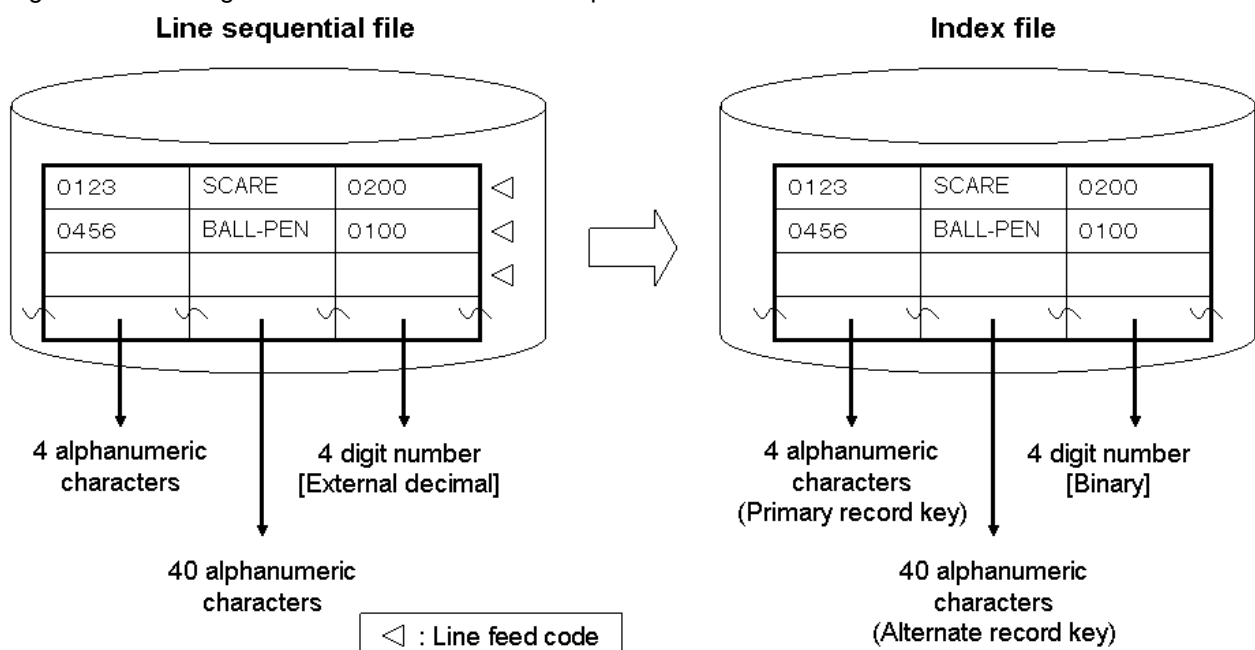 Line sequential file
Index file
0123 SCARE 0200
0456 BALL-PEN 0100
0123 SCARE 0200
0456 BALL-PEN 0100
4 alphanumeric
characters
4 digit number
[External decimal]
40 alphanumeric
characters
◁ : Line feed code
4 alphanumeric
characters
(Primary record key)
4 digit number
[Binary]
40 alphanumeric
characters
(Alternate record key)